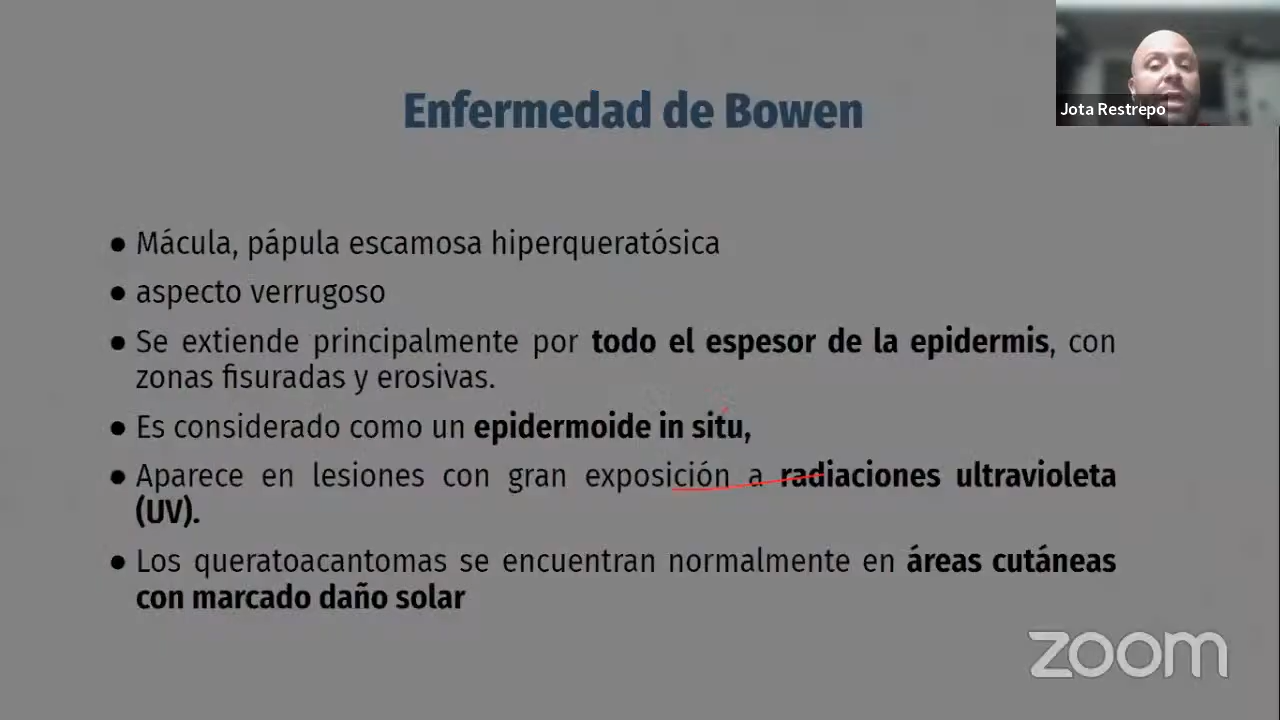 Jota Restrepo
Enfermedad de Bowen
● Mácula, pápula escamosa hiperqueratósica
● aspecto verrugoso
● Se extiende principalmente por todo el espesor de la epidermis, con
zonas fisuradas y erosivas.
● Es considerado como un epidermoide in situ,
● Aparece en lesiones con gran exposición a radiaciones ultravioleta
(UV).
● Los queratoacantomas se encuentran normalmente en áreas cutáneas
con marcado daño solar
zoom